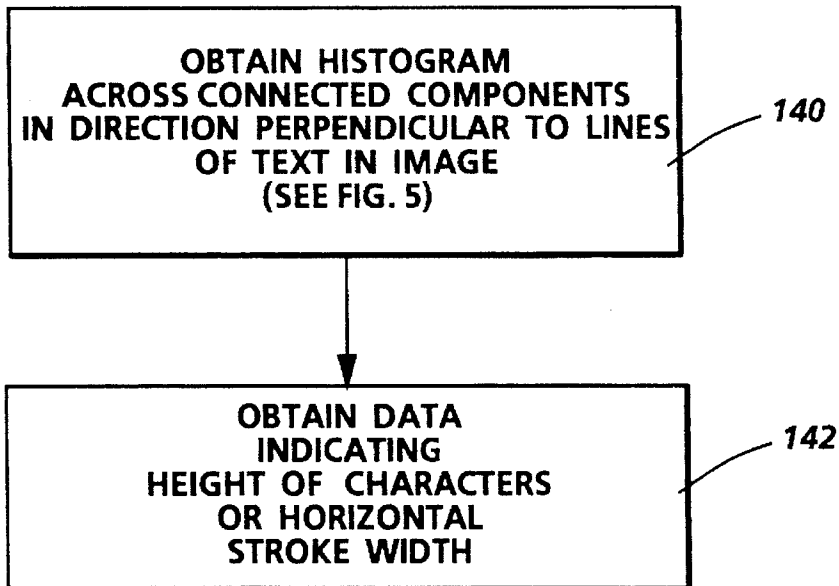 OBTAIN HISTOGRAM
ACROSS CONNECTED COMPONENTS
IN DIRECTION PERPENDICULAR TO LINES
OF TEXT IN IMAGE
(SEE FIG. 5)
140
OBTAIN DATA
INDICATING
HEIGHT OF CHARACTERS
OR HORIZONTAL
STROKE WIDTH
142